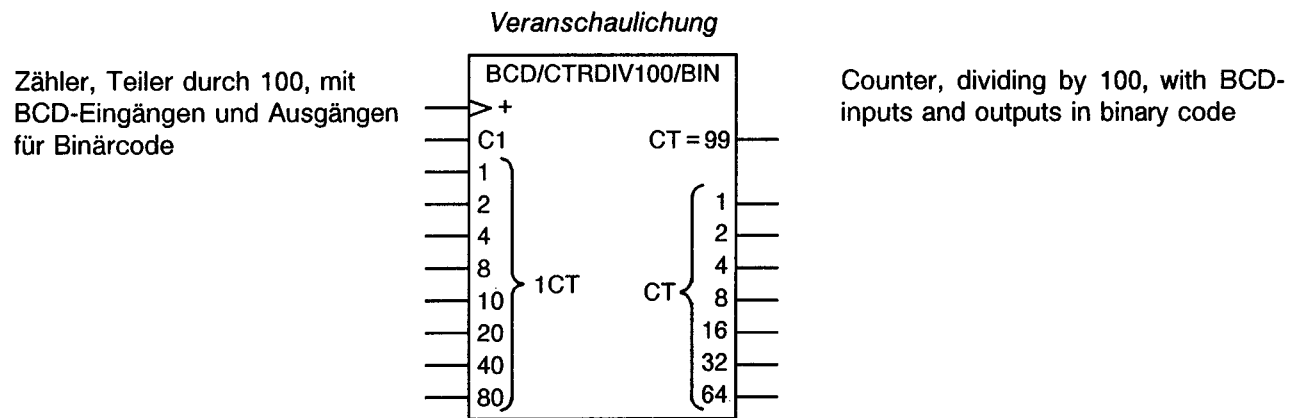 Veranschaulichung
Zähler, Teiler durch 100, mit
BCD-Eingängen und Ausgängen
für Binärcode
BCD/CTRDIV100/BIN
+
C1
1
2
4
8
10
20
40
80
1CT
CT = 99
CT
1
2
4
8
16
32
64
Counter, dividing by 100, with BCD-
inputs and outputs in binary code